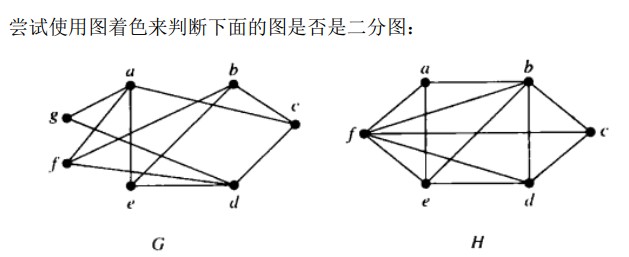 尝试使用图着色来判断下面的图是否是二分图：
a b
g c
f
e d
G
a b
f c
e d
H